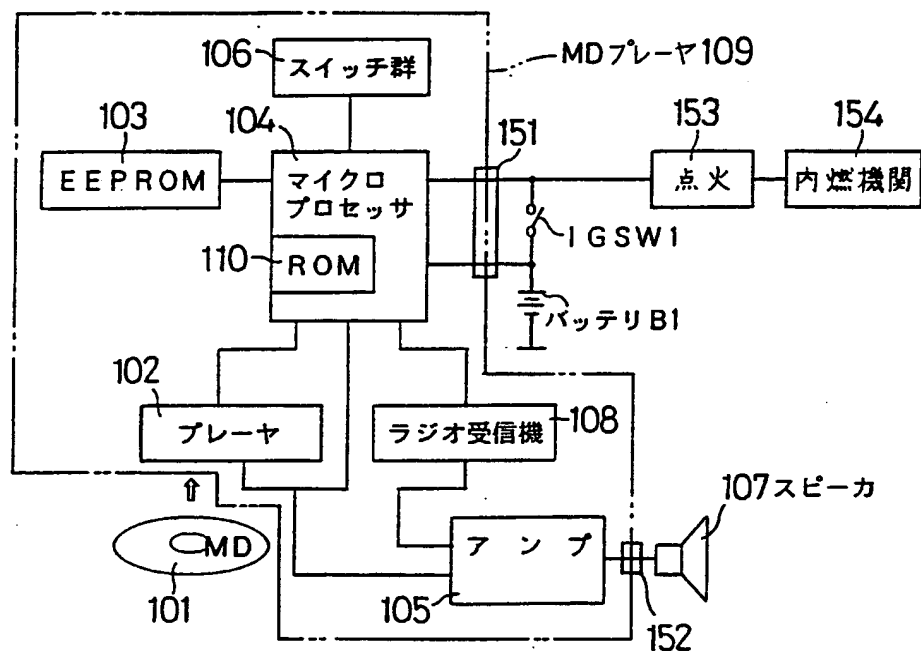 106
スイッチ群
MDプレーヤ109
103
EEPROM
104
マイクロ
プロセッサ
110
ROM
151
153
点火
154
内燃機関
IGSW1
バッテリB1
102
プレーヤ
ラジオ受信機
108
107スピーカ
MD
101
アンプ
105
152